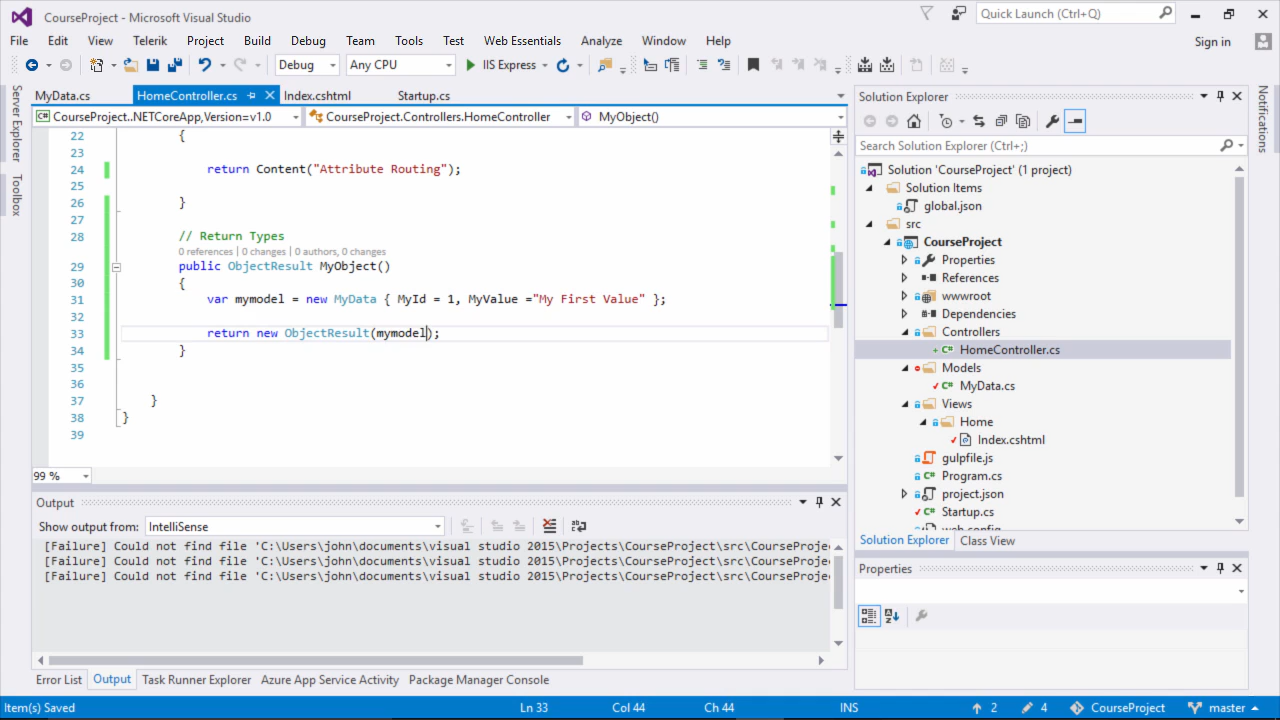 CourseProject - Microsoft Visual Studio
Quick Launch (Ctrl+Q)
File Edit View Telerik Project Build Debug Team Tools Test Web Essentials Analyze Window Help
Sign in
Debug Any CPU IIS Express
Server Explorer
Toolbox
MyData.cs HomeController.cs Index.cshtml Startup.cs
CourseProject..NETCoreApp,Version=v1.0 CourseProject.Controllers.HomeController MyObject()
22 {
23
24 return Content("Attribute Routing");
25
26 }
27
28 // Return Types
0 references | 0 changes | 0 authors, 0 changes
29 public ObjectResult MyObject()
30 {
31 var mymodel = new MyData { MyId = 1, MyValue ="My First Value" };
32
33 return new ObjectResult(mymodel);
34 }
35
36
37 }
38 }
39
99 %
Output
Show output from: IntelliSense
[Failure] Could not find file 'C:\Users\john\documents\visual studio 2015\Projects\CourseProject\src\CourseProje
[Failure] Could not find file 'C:\Users\john\documents\visual studio 2015\Projects\CourseProject\src\CourseProje
[Failure] Could not find file 'C:\Users\john\documents\visual studio 2015\Projects\CourseProject\src\CourseProje
Error List Output Task Runner Explorer Azure App Service Activity Package Manager Console
Solution Explorer
Search Solution Explorer (Ctrl+;)
Solution 'CourseProject' (1 project)
Solution Items
global.json
src
CourseProject
Properties
References
wwwroot
Dependencies
Controllers
HomeController.cs
Models
MyData.cs
Views
Home
Index.cshtml
gulpfile.js
Program.cs
project.json
Startup.cs
web.config
Solution Explorer Class View
Properties
Notifications
Item(s) Saved Ln 33 Col 44 Ch 44 INS 2 4 CourseProject master